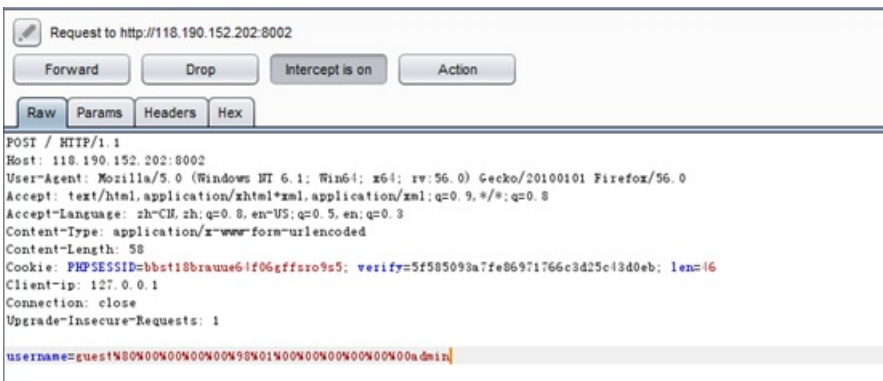 Request to http://118.190.152.202:8002
Forward Drop Intercept is on Action
Raw Params Headers Hex
POST / HTTP/1.1
Host: 118.190.152.202:8002
User-Agent: Mozilla/5.0 (Windows NT 6.1; Win64; x64; rv:56.0) Gecko/20100101 Firefox/56.0
Accept: text/html,application/xhtml+xml,application/xml;q=0.9,*/*;q=0.8
Accept-Language: zh-CN,zh;q=0.8,en-US;q=0.5,en;q=0.3
Content-Type: application/x-www-form-urlencoded
Content-Length: 58
Cookie: PHPSESSID=bbst18brauue64f06gffsro9s5; verify=5f585093a7fe86971766c3d25c43d0eb; len=46
Client-ip: 127.0.0.1
Connection: close
Upgrade-Insecure-Requests: 1
username=guest%80%00%00%00%00%98%01%00%00%00%00%00%00admin